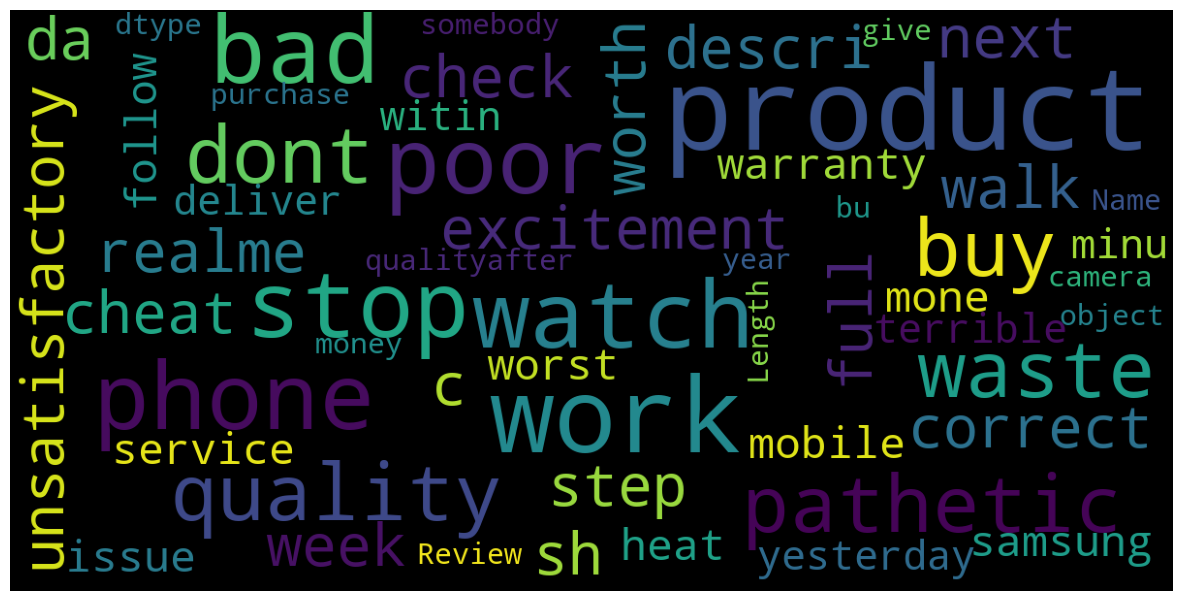 da
dtype
bad
somebody
worth
descri
give
next
check
purchase
follow
witin
product
dont
poor
warranty
walk
Name
deliver
bu
unsatisfactory
excitement
buy
minu
realme
qualityafter
year
full
camera
cheat
stop
watch
Length
mone
terrible
object
money
worst
waste
phone
c
work
service
mobile
correct
quality
step
pathetic
issue
week
Review
sh
heat
yesterday
samsung